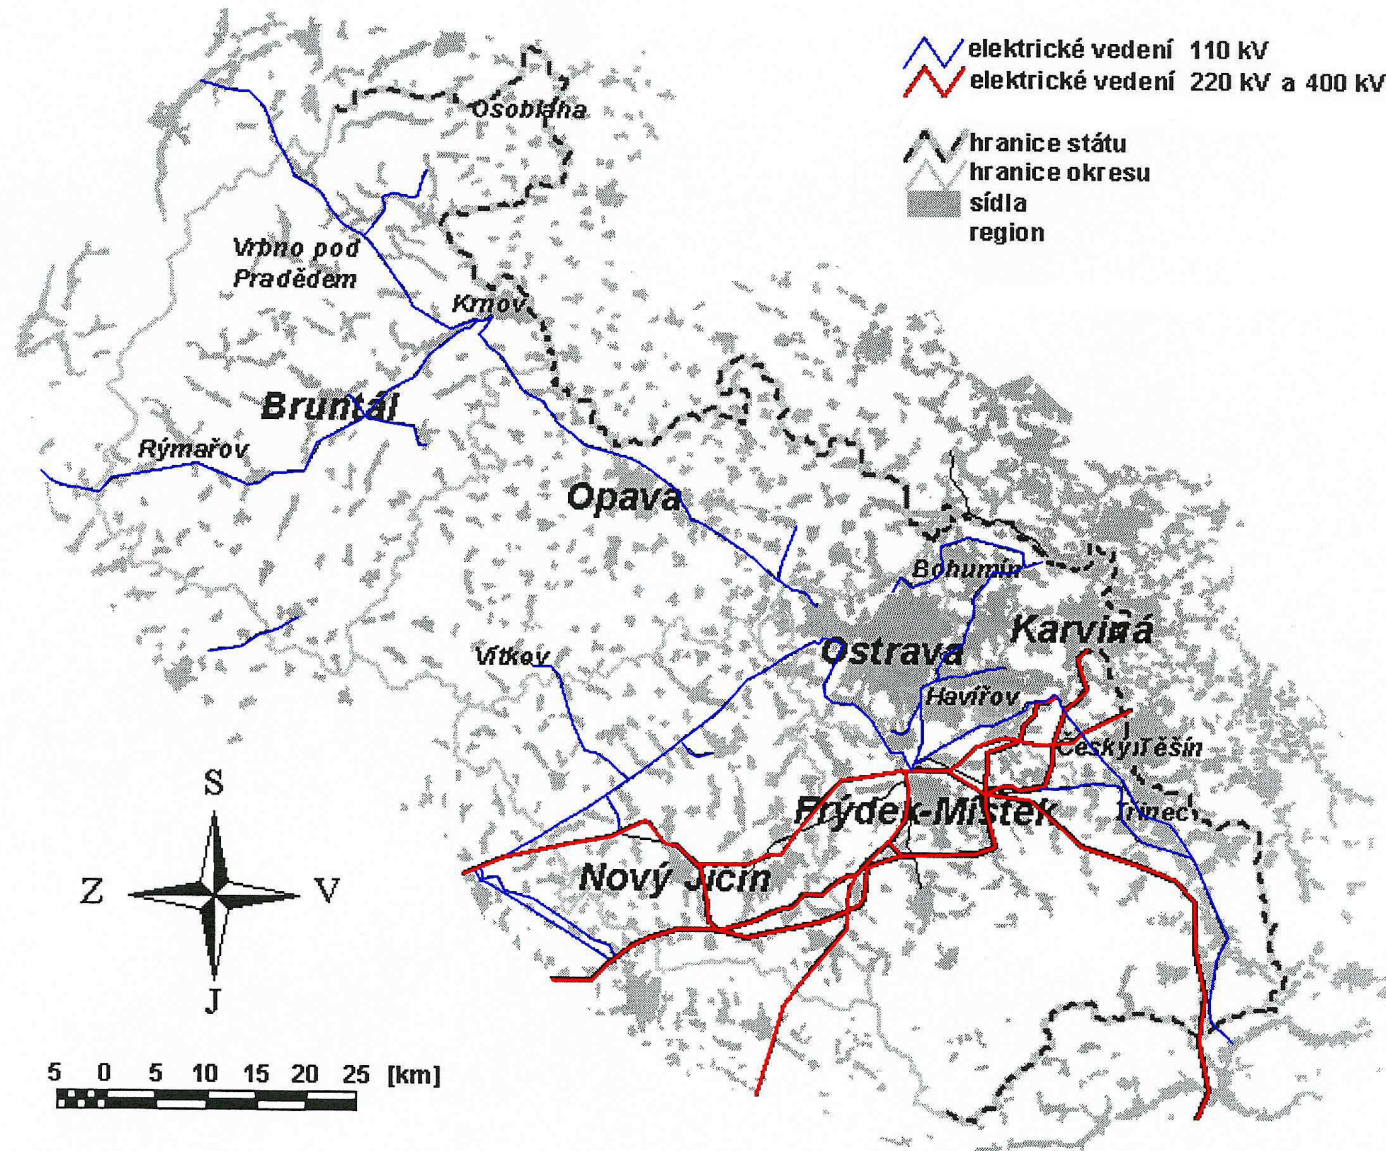 elektrické vedení 110 kV
elektrické vedení 220 kV a 400 kV
hranice státu
hranice okresu
sídla
region
Osoblaha
Vrbno pod
Pradědem
Krnov
Bruntál
Rýmařov
Opava
Bohumín
Karviná
Ostrava
Vítkov
Havířov
Český Těšín
Frýdek-Místek
Třinec
Nový Jičín
S
Z
V
J
5 0 5 10 15 20 25 [km]